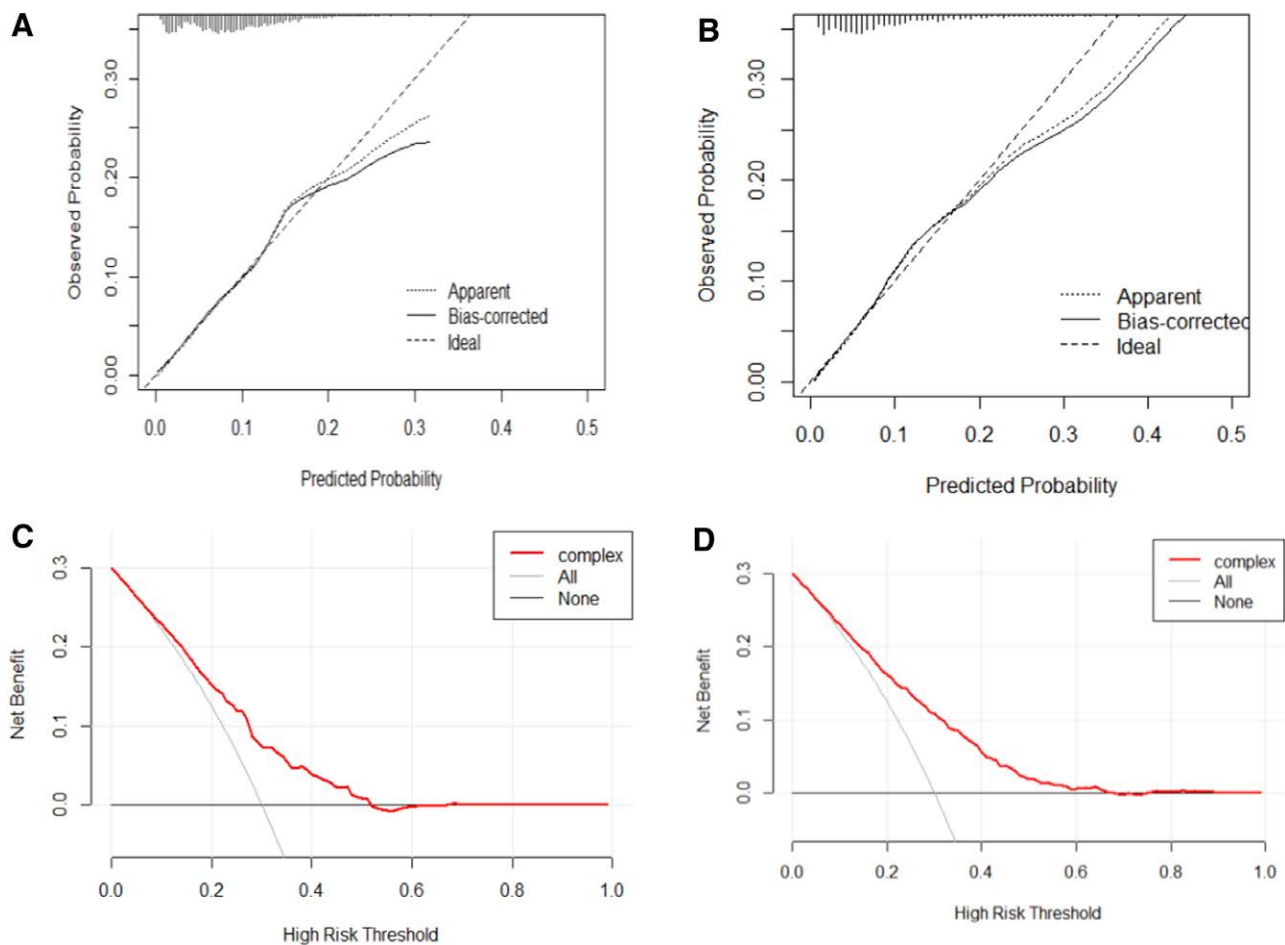 A
Observed Probability
0.30
0.20
0.10
0.00
Apparent
Bias-corrected
Ideal
0.0 0.1 0.2 0.3 0.4 0.5
Predicted Probability
B
Observed Probability
0.30
0.20
0.10
0.00
Apparent
Bias-corrected
Ideal
0.0 0.1 0.2 0.3 0.4 0.5
Predicted Probability
C
Net Benefit
0.3
0.2
0.1
0.0
complex
All
None
0.0 0.2 0.4 0.6 0.8 1.0
High Risk Threshold
D
Net Benefit
0.3
0.2
0.1
0.0
complex
All
None
0.0 0.2 0.4 0.6 0.8 1.0
High Risk Threshold